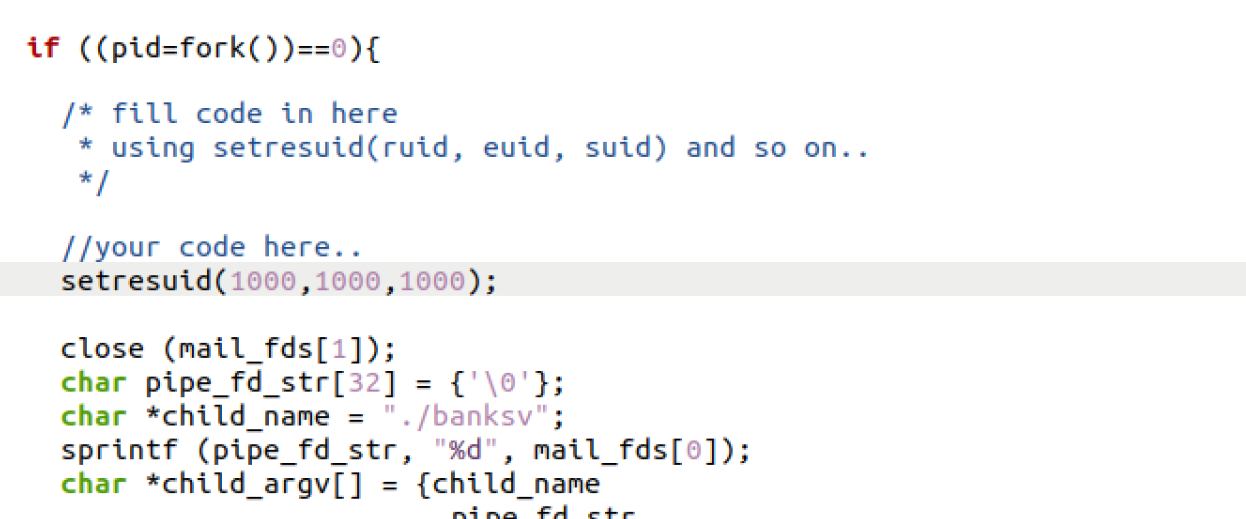 if ((pid=fork())==0){
/* fill code in here
* using setresuid(ruid, euid, suid) and so on..
*/
//your code here..
setresuid(1000,1000,1000);
close (mail_fds[1]);
char pipe_fd_str[32] = {'\0'};
char *child_name = "./banksv";
sprintf (pipe_fd_str, "%d", mail_fds[0]);
char *child_argv[] = {child_name
pipe_fd_str